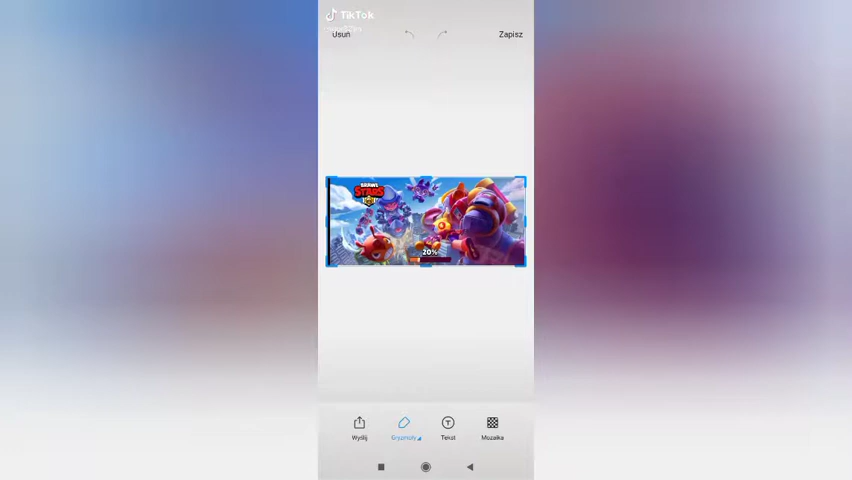 TikTok
Usuń
Zapisz
BRAWL
STARS
20%
Wyślij
Gryzmoły
Tekst
Mozaika